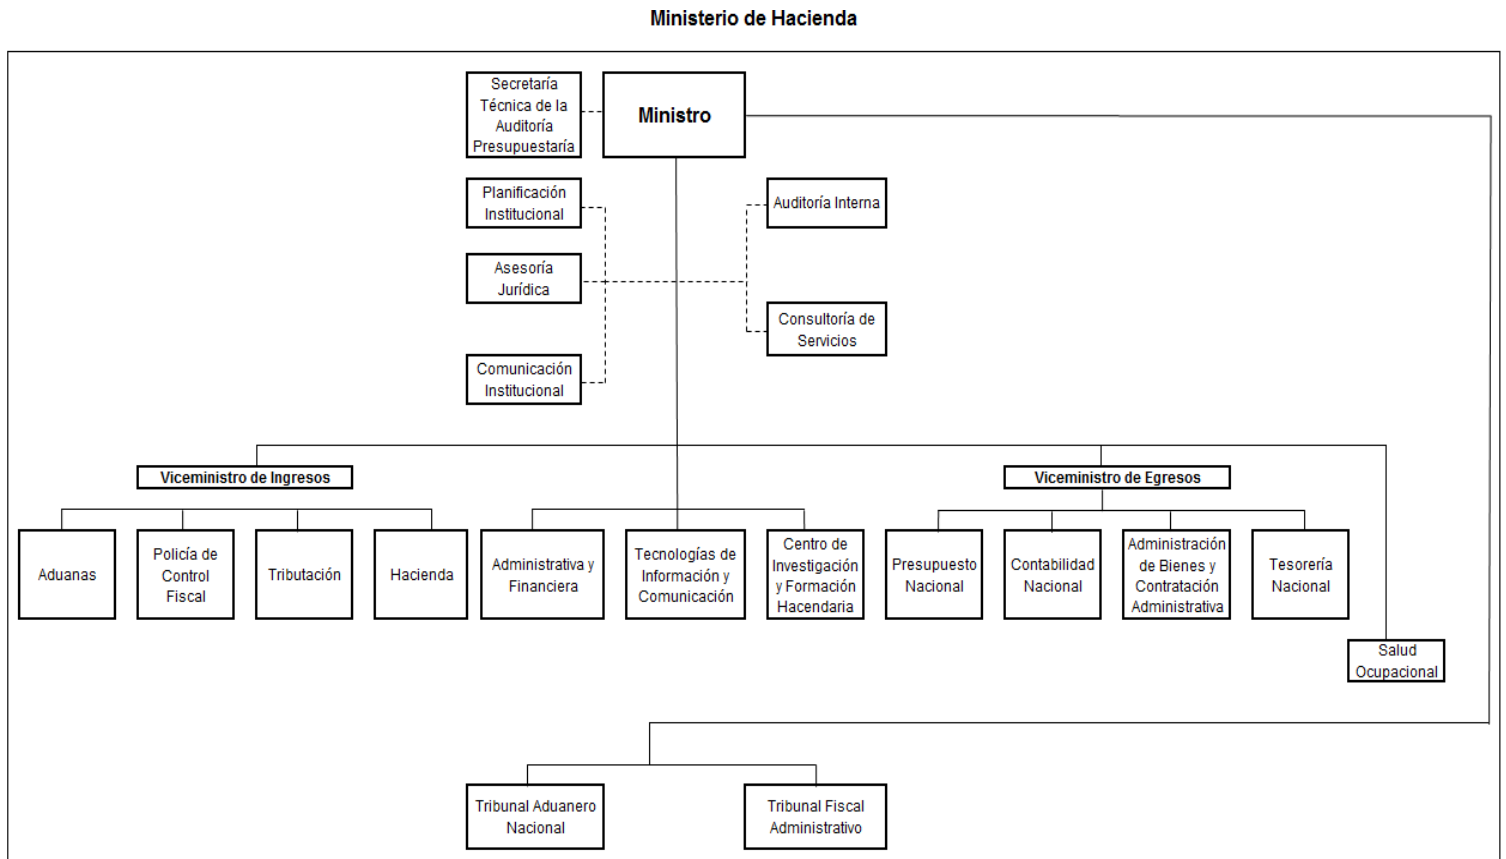 Ministerio de Hacienda
Secretaría
Técnica de la
Auditoría
Presupuestaría
Ministro
Planificación
Institucional
Auditoría Interna
Asesoría
Jurídica
Consultoría de
Servicios
Comunicación
Institucional
Viceministro de Ingresos
Viceministro de Egresos
Aduanas
Policía de
Control
Fiscal
Tributación
Hacienda
Administrativa y
Financiera
Tecnologías de
Información y
Comunicación
Centro de
Investigación
y Formación
Hacendaria
Presupuesto
Nacional
Contabilidad
Nacional
Administración
de Bienes y
Contratación
Administrativa
Tesorería
Nacional
Salud
Ocupacional
Tribunal Aduanero
Nacional
Tribunal Fiscal
Administrativo